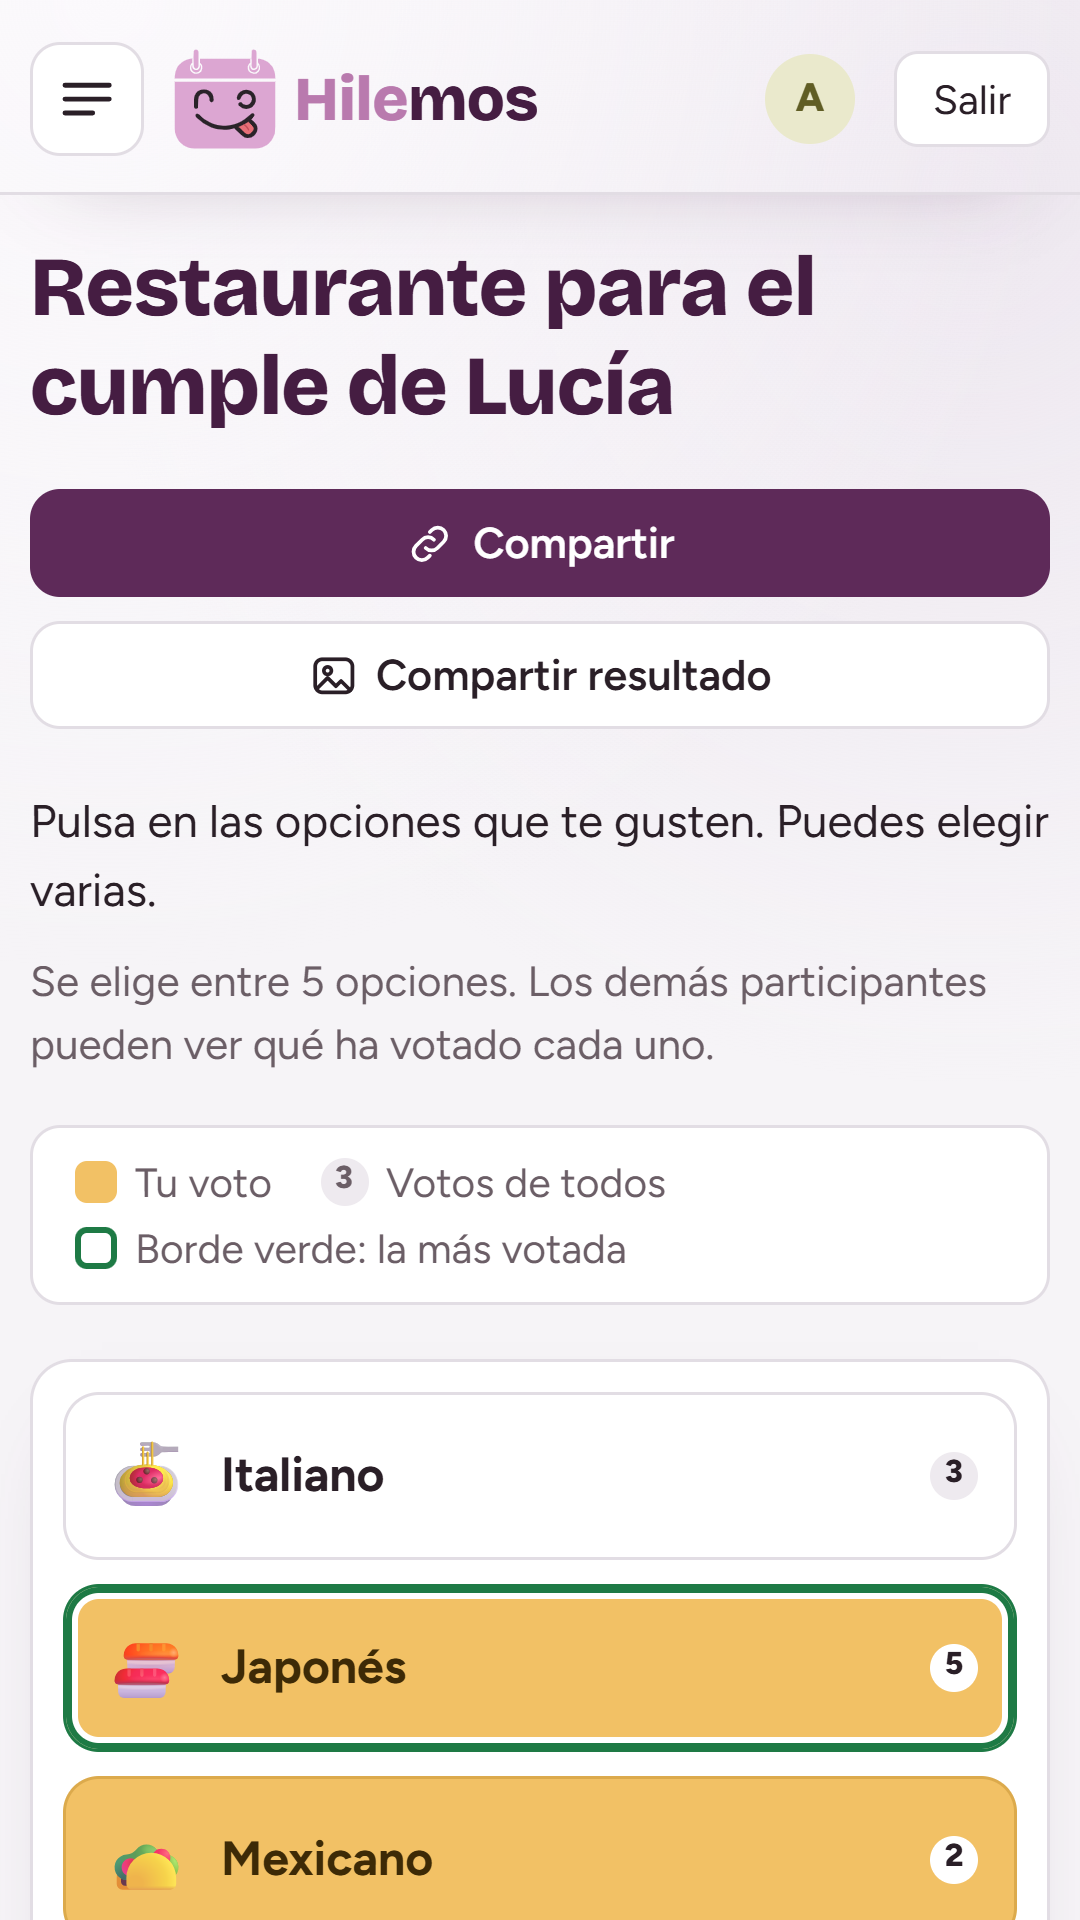 Hilemos
A
Salir
Restaurante para el
cumple de Lucía
Compartir
Compartir resultado
Pulsa en las opciones que te gusten. Puedes elegir
varias.
Se elige entre 5 opciones. Los demás participantes
pueden ver qué ha votado cada uno.
Tu voto 3 Votos de todos
Borde verde: la más votada
Italiano 3
Japonés 5
Mexicano 2